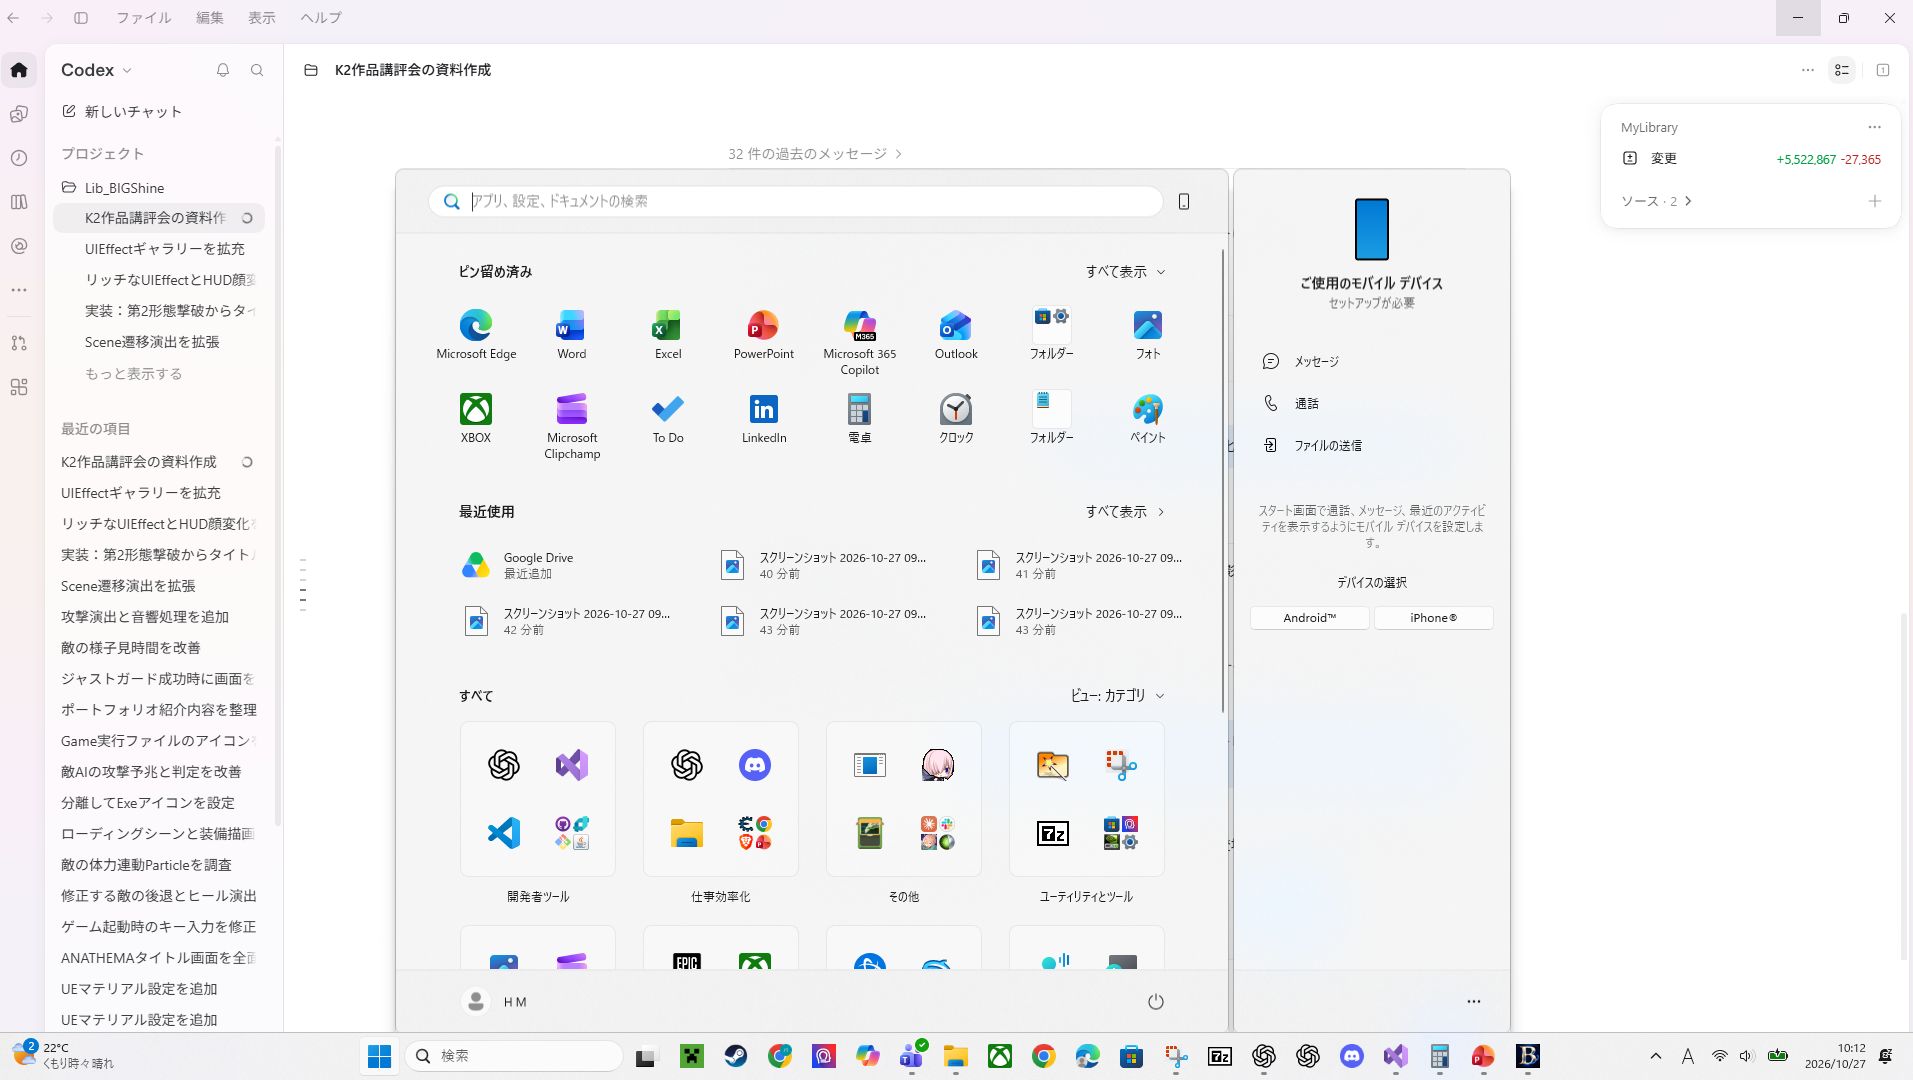 ファイル 編集 表示 ヘルプ
Codex
新しいチャット
プロジェクト
Lib_BIGShine
K2作品講評会の資料作
UIEffectギャラリーを拡充
リッチなUIEffectとHUD顔変
実装：第2形態撃破からタイ
Scene遷移演出を拡張
もっと表示する
最近の項目
K2作品講評会の資料作成
UIEffectギャラリーを拡充
リッチなUIEffectとHUD顔変化を
実装：第2形態撃破からタイトル
Scene遷移演出を拡張
攻撃演出と音響処理を追加
敵の様子見時間を改善
ジャストガード成功時に画面を
ポートフォリオ紹介内容を整理
Game実行ファイルのアイコンを
敵AIの攻撃予兆と判定を改善
分離してExeアイコンを設定
ローディングシーンと装備描画
敵の体力連動Particleを調査
修正する敵の後退とヒール演出
ゲーム起動時のキー入力を修正
ANATHEMAタイトル画面を全面
UEマテリアル設定を追加
UEマテリアル設定を追加
K2作品講評会の資料作成
32 件の過去のメッセージ
MyLibrary
変更 +5,522,867 -27,365
ソース · 2
アプリ、設定、ドキュメントの検索
ピン留め済み すべて表示
Microsoft Edge Word Excel PowerPoint Microsoft 365 Copilot Outlook フォルダー フォト
M365
XBOX Microsoft Clipchamp To Do LinkedIn 電卓 クロック フォルダー ペイント
最近使用 すべて表示
Google Drive
最近追加
スクリーンショット 2026-10-27 09...
40 分前
スクリーンショット 2026-10-27 09...
41 分前
スクリーンショット 2026-10-27 09...
42 分前
スクリーンショット 2026-10-27 09...
43 分前
スクリーンショット 2026-10-27 09...
43 分前
すべて ビュー: カテゴリ
7z
開発者ツール 仕事効率化 その他 ユーティリティとツール
EPIC
H M
ご使用のモバイル デバイス
セットアップが必要
メッセージ
通話
ファイルの送信
スタート画面で通話、メッセージ、最近のアクティビ
ティを表示するようにモバイル デバイスを設定しま
す。
デバイスの選択
Android™ iPhone®
2
22°C
くもり時々晴れ
検索
7z
A
10:12
2026/10/27